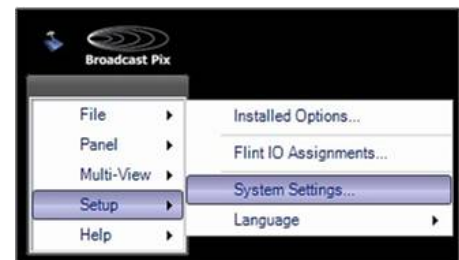 Broadcast Pix
File
Panel
Multi-View
Setup
Help
Installed Options...
Flint IO Assignments...
System Settings...
Language